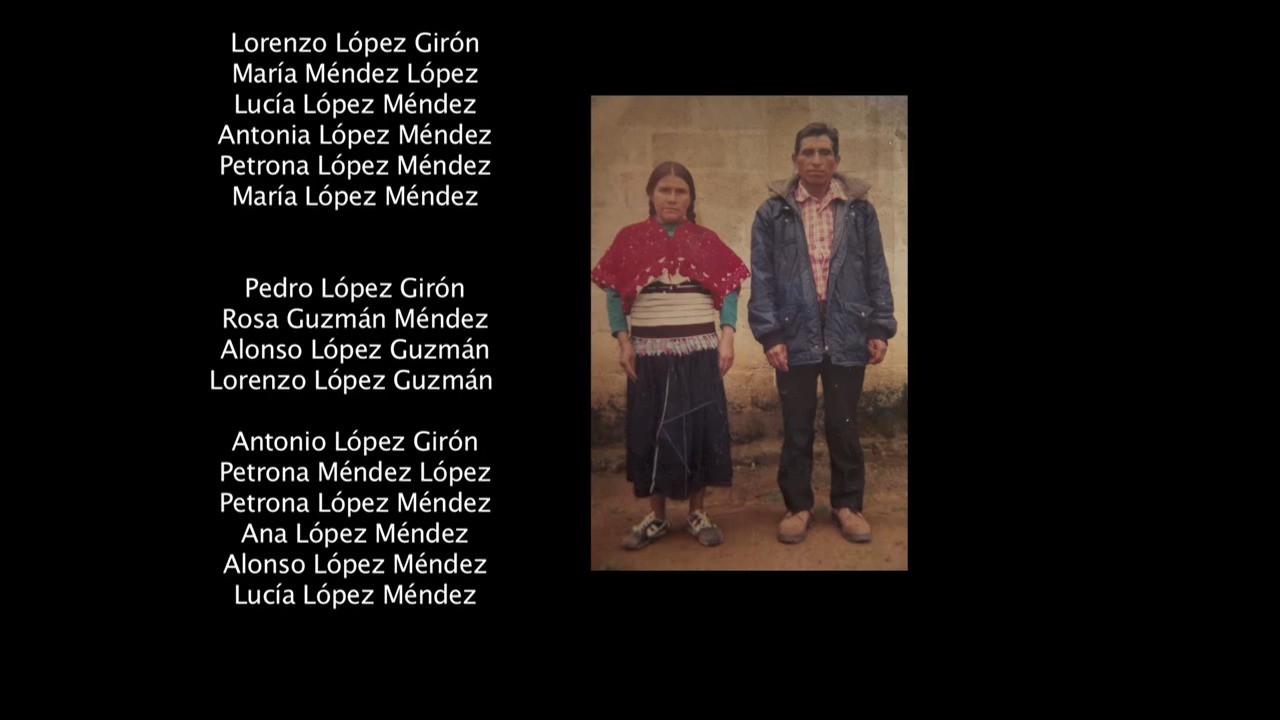 Lorenzo López Girón
María Méndez López
Lucía López Méndez
Antonia López Méndez
Petrona López Méndez
María López Méndez
Pedro López Girón
Rosa Guzmán Méndez
Alonso López Guzmán
Lorenzo López Guzmán
Antonio López Girón
Petrona Méndez López
Petrona López Méndez
Ana López Méndez
Alonso López Méndez
Lucía López Méndez